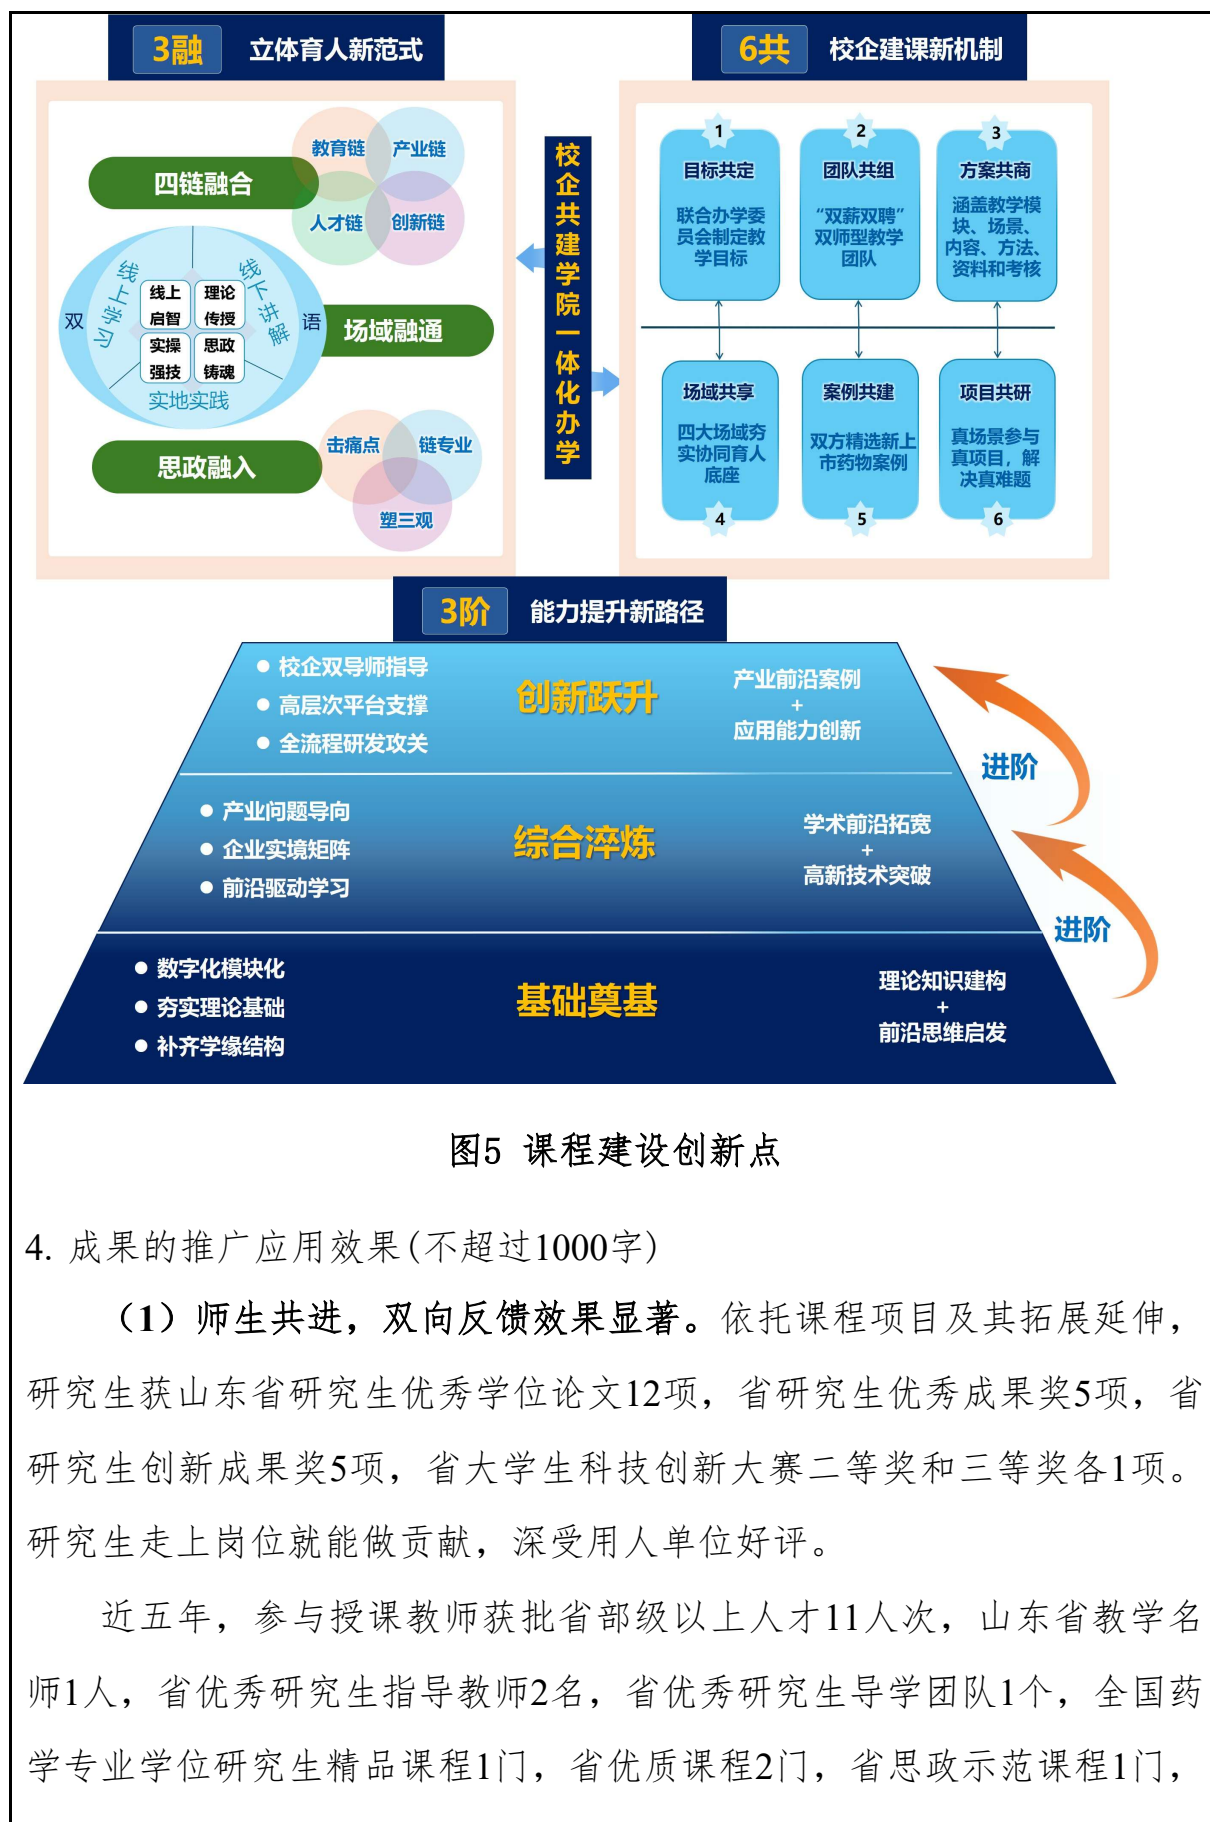 3融 立体育人新范式
四链融合
教育链
产业链
人才链
创新链
双
语
线上学习
线下讲解
实地实践
线上
启智
理论
传授
实操
强技
思政
铸魂
场域融通
思政融入
击痛点
链专业
塑三观
校企共建学院一体化办学
6共 校企建课新机制
1
目标共定
联合办学委
员会制定教
学目标
2
团队共组
“双薪双聘”
双师型教学
团队
3
方案共商
涵盖教学模
块、场景、
内容、方法、
资料和考核
场域共享
四大场域夯
实协同育人
底座
4
案例共建
双方精选新上
市药物案例
5
项目共研
真场景参与
真项目，解
决真难题
6
3阶 能力提升新路径
● 校企双导师指导
● 高层次平台支撑
● 全流程研发攻关
创新跃升
产业前沿案例
+
应用能力创新
进阶
● 产业问题导向
● 企业实境矩阵
● 前沿驱动学习
综合淬炼
学术前沿拓宽
+
高新技术突破
进阶
● 数字化模块化
● 夯实理论基础
● 补齐学缘结构
基础奠基
理论知识建构
+
前沿思维启发
图5 课程建设创新点
4. 成果的推广应用效果(不超过1000字)
（1）师生共进，双向反馈效果显著。依托课程项目及其拓展延伸，
研究生获山东省研究生优秀学位论文12项，省研究生优秀成果奖5项，省
研究生创新成果奖5项，省大学生科技创新大赛二等奖和三等奖各1项。
研究生走上岗位就能做贡献，深受用人单位好评。
近五年，参与授课教师获批省部级以上人才11人次，山东省教学名
师1人，省优秀研究生指导教师2名，省优秀研究生导学团队1个，全国药
学专业学位研究生精品课程1门，省优质课程2门，省思政示范课程1门，